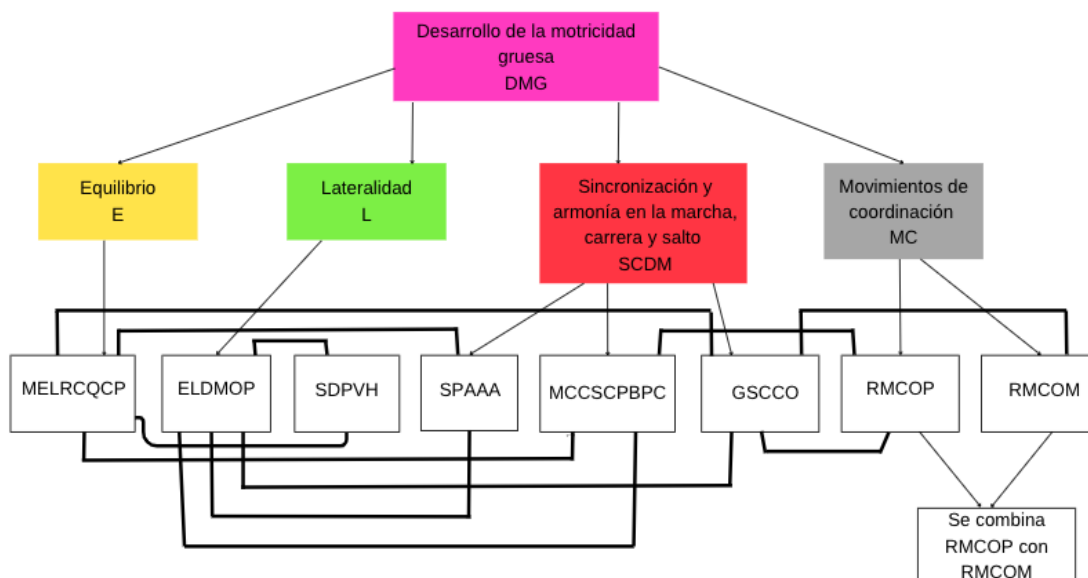 Desarrollo de la motricidad
gruesa
DMG
Equilibrio
E
Lateralidad
L
Sincronización y
armonía en la marcha,
carrera y salto
SCDM
Movimientos de
coordinación
MC
MELRCQCP
ELDMOP
SDPVH
SPAAA
MCCSCPBPC
GSCCO
RMCOP
RMCOM
Se combina
RMCOP con
RMCOM